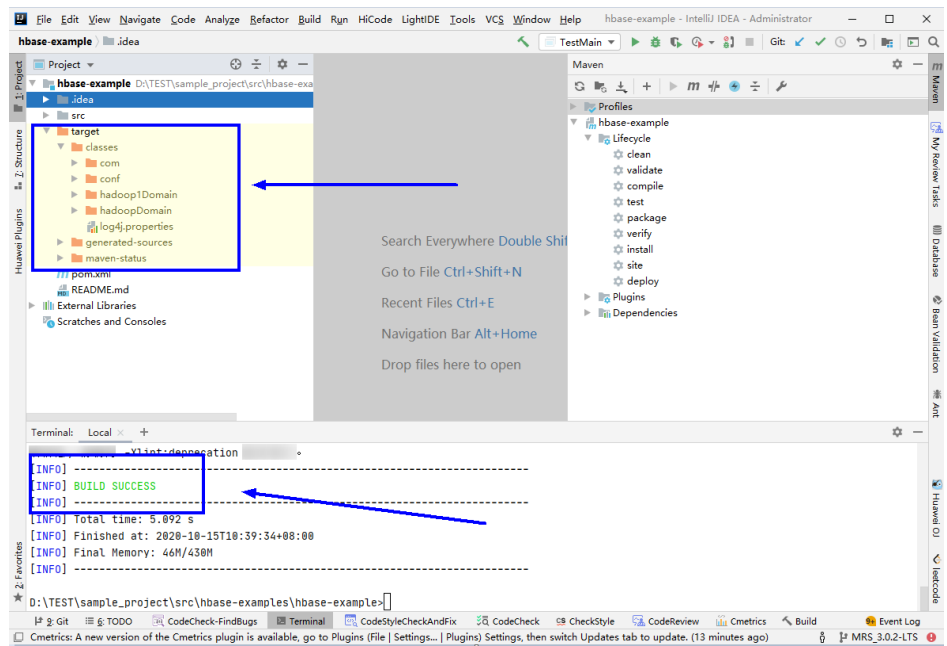 File Edit View Navigate Code Analyze Refactor Build Run HiCode LightIDE Tools VCS Window Help hbase-example - IntelliJ IDEA - Administrator
hbase-example .idea TestMain Git:
1: Project
Project
hbase-example D:\TEST\sample_project\src\hbase-exa
.idea
src
target
classes
com
conf
hadoop1Domain
hadoopDomain
log4j.properties
generated-sources
maven-status
pom.xml
README.md
External Libraries
Scratches and Consoles
Z: Structure
Huawei Plugins
2: Favorites
Search Everywhere Double Shif
Go to File Ctrl+Shift+N
Recent Files Ctrl+E
Navigation Bar Alt+Home
Drop files here to open
Maven
Profiles
hbase-example
Lifecycle
clean
validate
compile
test
package
verify
install
site
deploy
Plugins
Dependencies
Maven
My Review Tasks
Database
Bean Validation
Ant
Huawei OJ
leetcode
Terminal: Local × +
-Xlint:deprecation
[INFO] ------------------------------------------------------------------------
[INFO] BUILD SUCCESS
[INFO] ------------------------------------------------------------------------
[INFO] Total time: 5.092 s
[INFO] Finished at: 2020-10-15T10:39:34+08:00
[INFO] Final Memory: 46M/430M
[INFO] ------------------------------------------------------------------------
D:\TEST\sample_project\src\hbase-examples\hbase-example>
9: Git 6: TODO CodeCheck-FindBugs Terminal CodeStyleCheckAndFix CodeCheck CheckStyle CodeReview Cmetrics Build 9+ Event Log
Cmetrics: A new version of the Cmetrics plugin is available, go to Plugins (File | Settings... | Plugins) Settings, then switch Updates tab to update. (13 minutes ago) MRS_3.0.2-LTS